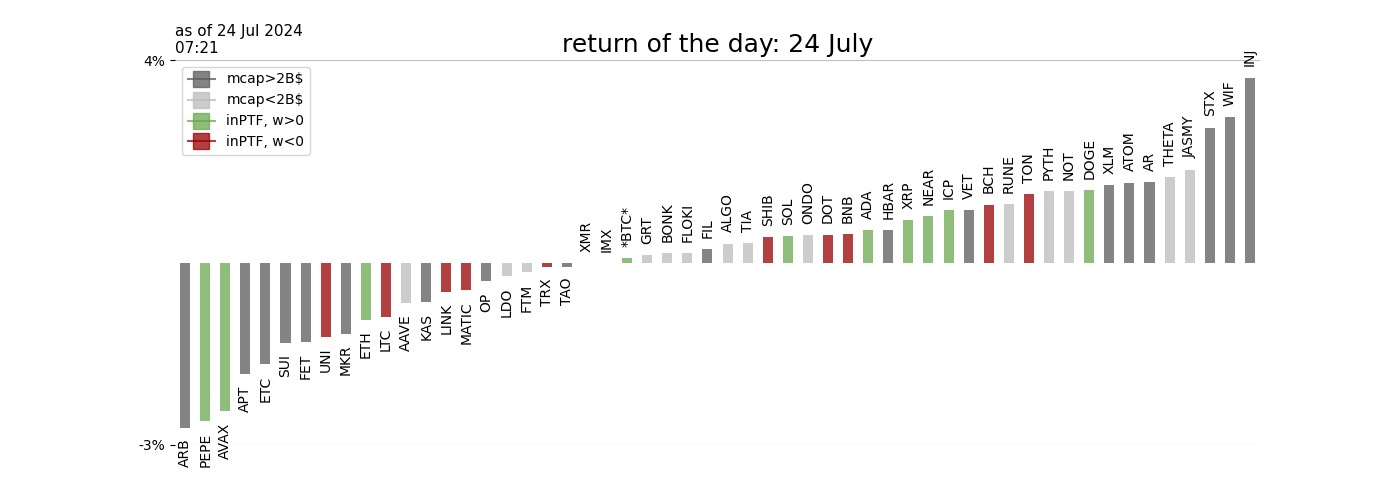 as of 24 Jul 2024
07:21
return of the day: 24 July
4%
-3%
mcap>2B$
mcap<2B$
inPTF, w>0
inPTF, w<0
ARB
PEPE
AVAX
APT
ETC
SUI
FET
UNI
MKR
ETH
LTC
AAVE
KAS
LINK
MATIC
OP
LDO
FTM
TRX
TAO
XMR
IMX
*BTC*
GRT
BONK
FLOKI
FIL
ALGO
TIA
SHIB
SOL
ONDO
DOT
BNB
ADA
HBAR
XRP
NEAR
ICP
VET
BCH
RUNE
TON
PYTH
NOT
DOGE
XLM
ATOM
AR
THETA
JASMY
STX
WIF
INJ